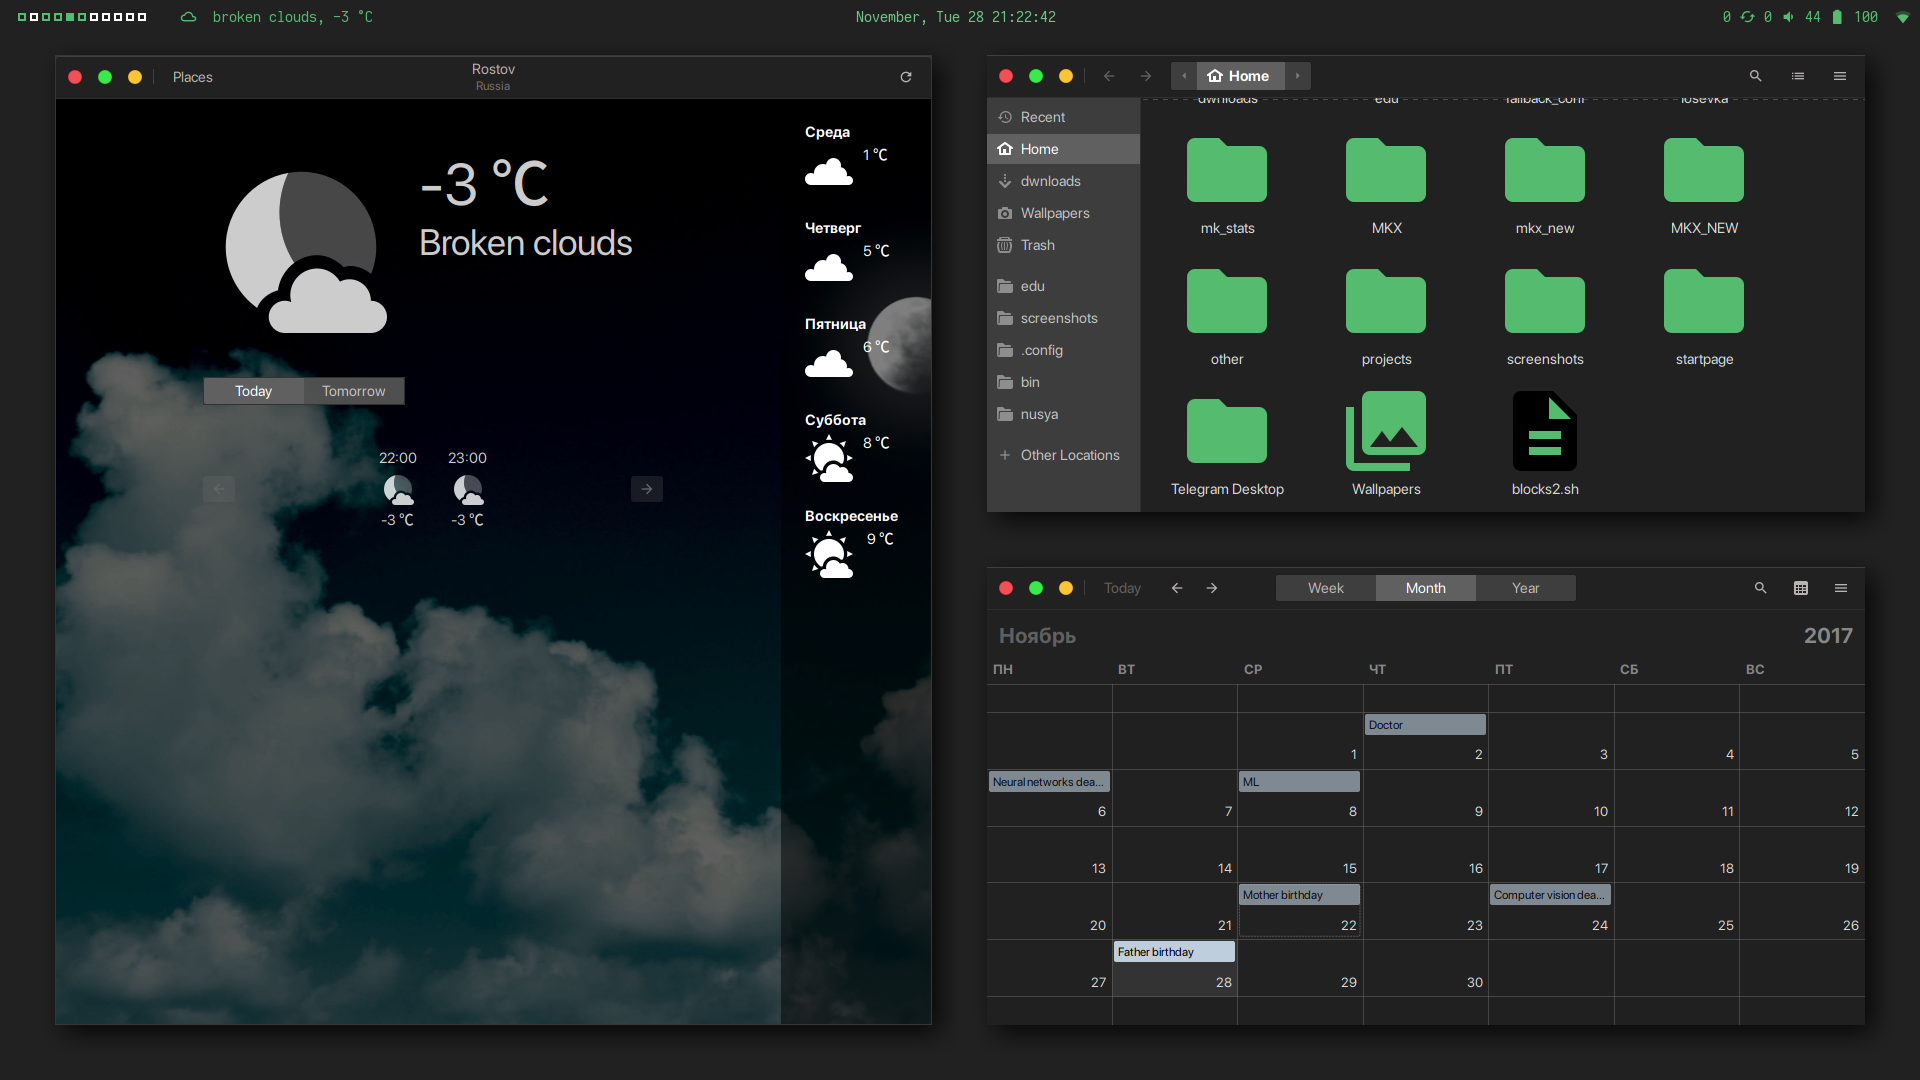 broken clouds, -3 °C
November, Tue 28 21:22:42
0 0 44 100
Places
Rostov
Russia
-3 °C
Broken clouds
Today Tomorrow
22:00 23:00
-3 °C -3 °C
Среда
1 °C
Четверг
5 °C
Пятница
6 °C
Суббота
8 °C
Воскресенье
9 °C
Home
Recent
Home
dwnloads
Wallpapers
Trash
edu
screenshots
.config
bin
nusya
Other Locations
dwnloads edu fallback_conf Iosevka
mk_stats MKX mkx_new MKX_NEW
other projects screenshots startpage
Telegram Desktop Wallpapers blocks2.sh
Today Week Month Year
Ноябрь 2017
ПН ВТ СР ЧТ ПТ СБ ВС
Doctor
1 2 3 4 5
Neural networks dea... ML
6 7 8 9 10 11 12
13 14 15 16 17 18 19
Mother birthday Computer vision dea...
20 21 22 23 24 25 26
Father birthday
27 28 29 30